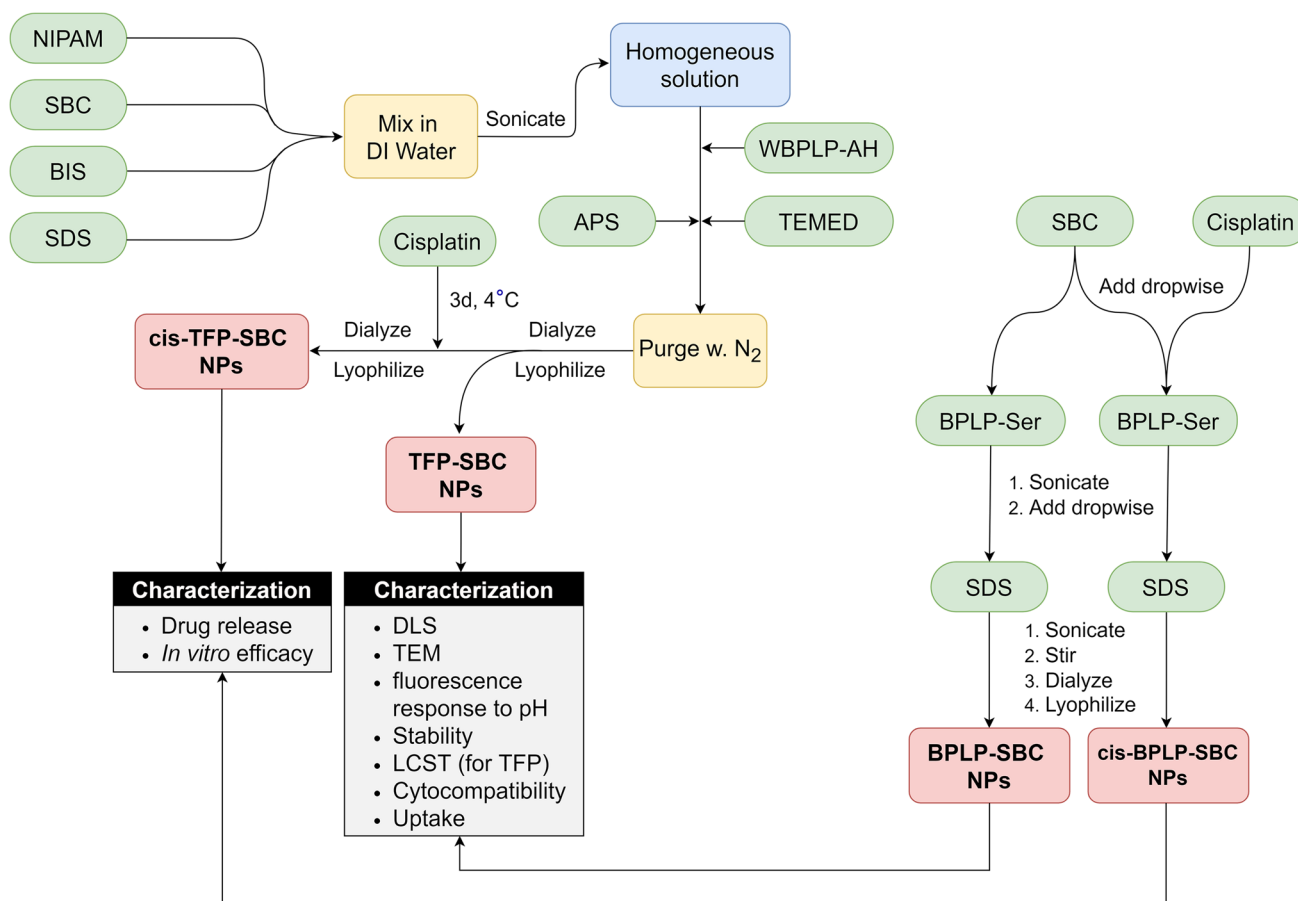 NIPAM
SBC
BIS
SDS
Mix in
DI Water
Sonicate
Homogeneous
solution
WBPLP-AH
APS
TEMED
Purge w. N₂
Cisplatin
3d, 4°C
Dialyze
Lyophilize
Dialyze
Lyophilize
cis-TFP-SBC
NPs
TFP-SBC
NPs
Characterization
• Drug release
• In vitro efficacy
Characterization
• DLS
• TEM
• fluorescence
response to pH
• Stability
• LCST (for TFP)
• Cytocompatibility
• Uptake
SBC
Cisplatin
Add dropwise
BPLP-Ser
BPLP-Ser
1. Sonicate
2. Add dropwise
SDS
SDS
1. Sonicate
2. Stir
3. Dialyze
4. Lyophilize
BPLP-SBC
NPs
cis-BPLP-SBC
NPs